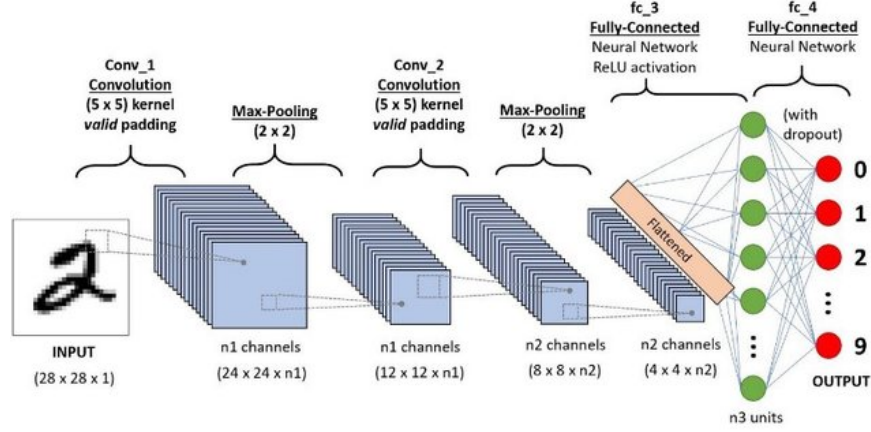 Conv_1
Convolution
(5 x 5) kernel
valid padding
Max-Pooling
(2 x 2)
Conv_2
Convolution
(5 x 5) kernel
valid padding
Max-Pooling
(2 x 2)
fc_3
Fully-Connected
Neural Network
ReLU activation
fc_4
Fully-Connected
Neural Network
(with
dropout)
2
Flattened
0
1
2
9
INPUT
(28 x 28 x 1)
n1 channels
(24 x 24 x n1)
n1 channels
(12 x 12 x n1)
n2 channels
(8 x 8 x n2)
n2 channels
(4 x 4 x n2)
n3 units
OUTPUT